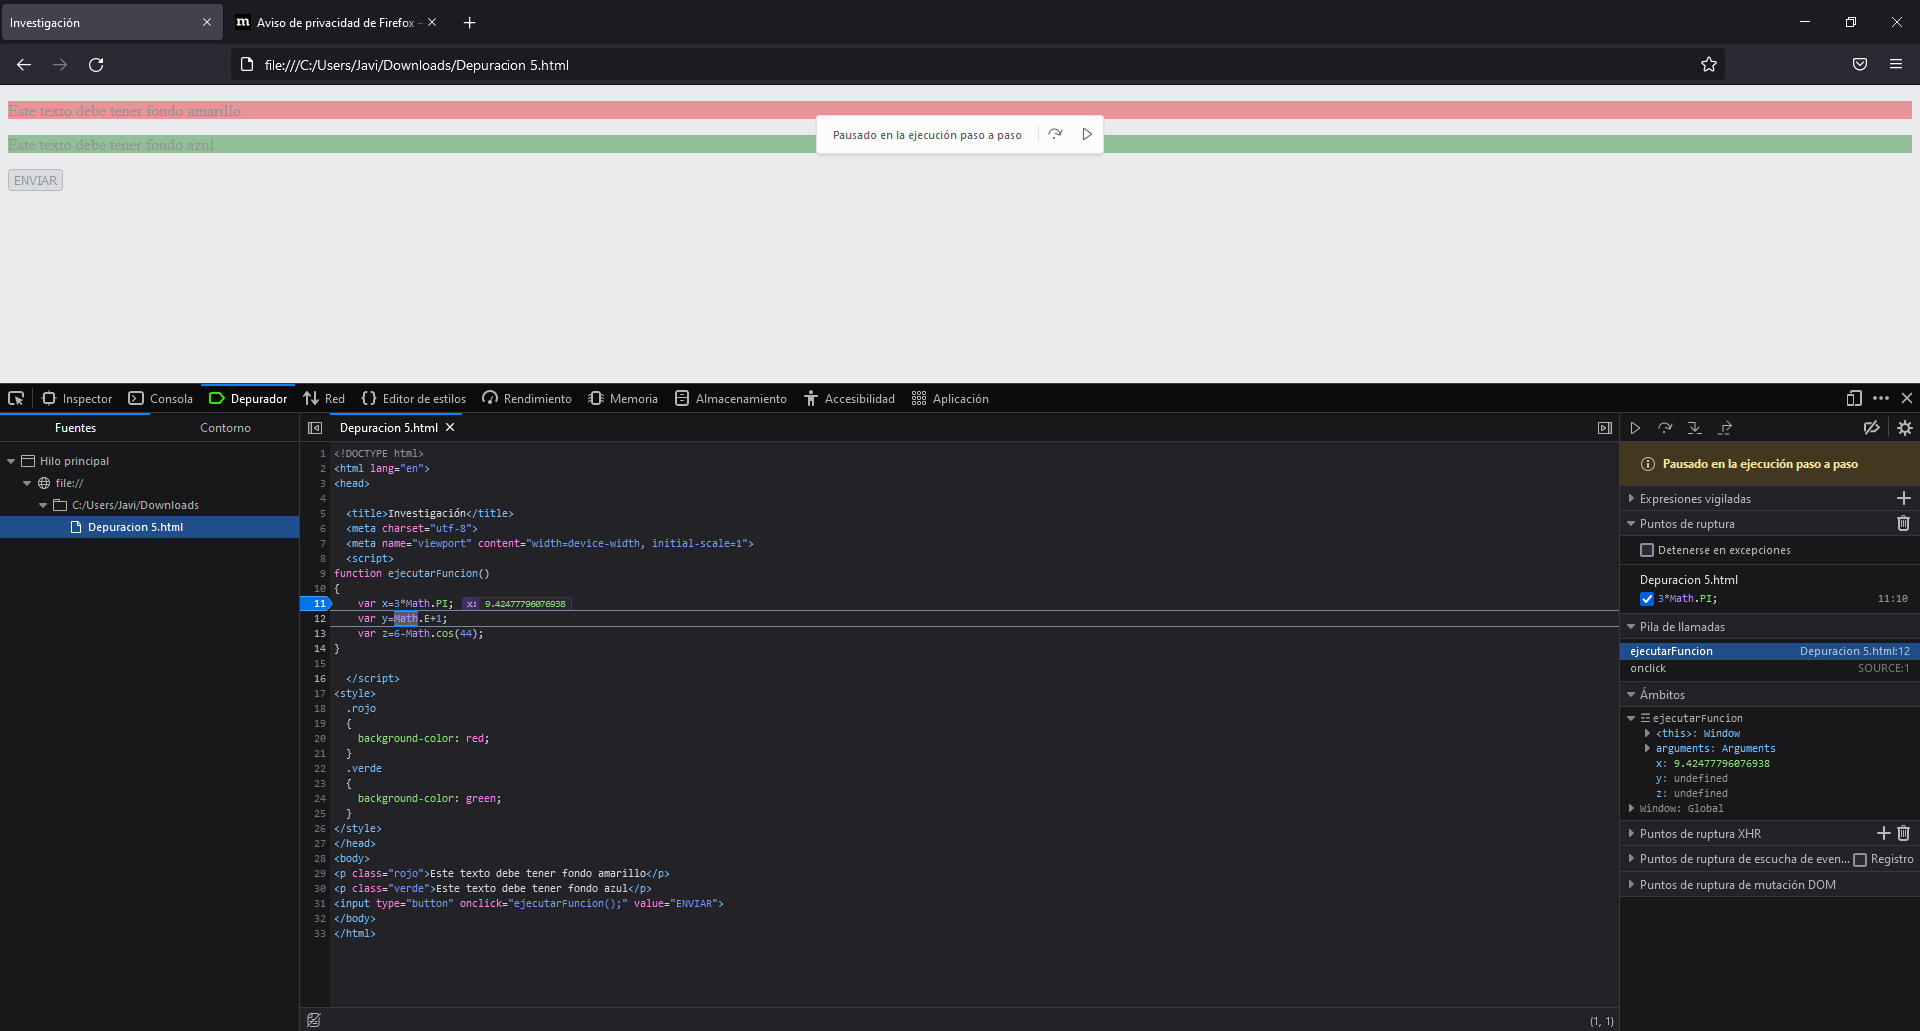 Investigación
m Aviso de privacidad de Firefox –
file:///C:/Users/Javi/Downloads/Depuracion 5.html
Este texto debe tener fondo amarillo
Este texto debe tener fondo azul
Pausado en la ejecución paso a paso
ENVIAR
Inspector Consola Depurador Red Editor de estilos Rendimiento Memoria Almacenamiento Accesibilidad Aplicación
Fuentes Contorno
Hilo principal
file://
C:/Users/Javi/Downloads
Depuracion 5.html
Depuracion 5.html
1 <!DOCTYPE html>
2 <html lang="en">
3 <head>
4
5 <title>Investigación</title>
6 <meta charset="utf-8">
7 <meta name="viewport" content="width=device-width, initial-scale=1">
8 <script>
9 function ejecutarFuncion()
10 {
11 var x=3*Math.PI; x: 9.42477796076938
12 var y=Math.E+1;
13 var z=6-Math.cos(44);
14 }
15
16 </script>
17 <style>
18 .rojo
19 {
20 background-color: red;
21 }
22 .verde
23 {
24 background-color: green;
25 }
26 </style>
27 </head>
28 <body>
29 <p class="rojo">Este texto debe tener fondo amarillo</p>
30 <p class="verde">Este texto debe tener fondo azul</p>
31 <input type="button" onclick="ejecutarFuncion();" value="ENVIAR">
32 </body>
33 </html>
(1, 1)
Pausado en la ejecución paso a paso
Expresiones vigiladas
Puntos de ruptura
Detenerse en excepciones
Depuracion 5.html
3*Math.PI; 11:10
Pila de llamadas
ejecutarFuncion Depuracion 5.html:12
onclick SOURCE:1
Ámbitos
ejecutarFuncion
<this>: Window
arguments: Arguments
x: 9.42477796076938
y: undefined
z: undefined
Window: Global
Puntos de ruptura XHR
Puntos de ruptura de escucha de even... Registro
Puntos de ruptura de mutación DOM